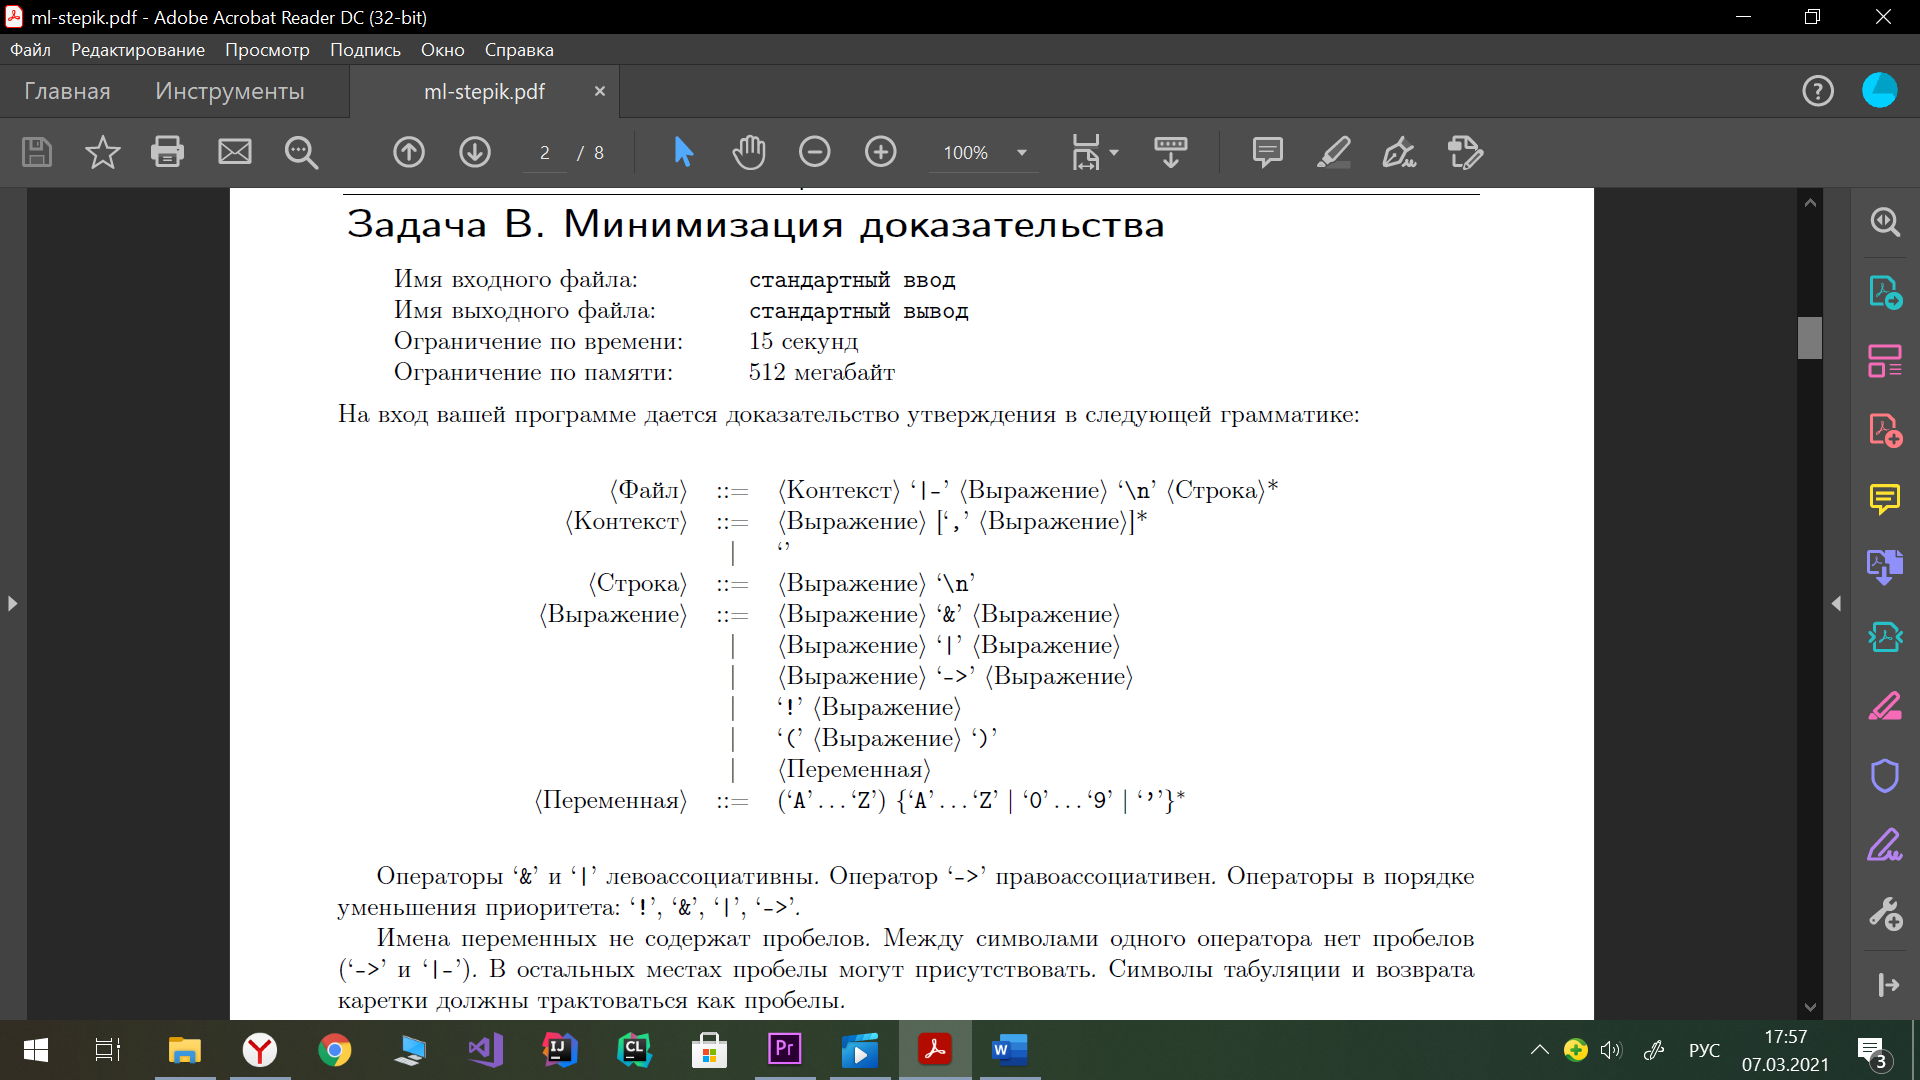 ml-stepik.pdf - Adobe Acrobat Reader DC (32-bit)
Файл Редактирование Просмотр Подпись Окно Справка
Главная Инструменты ml-stepik.pdf ×
2 / 8 100%
Задача B. Минимизация доказательства
Имя входного файла: стандартный ввод
Имя выходного файла: стандартный вывод
Ограничение по времени: 15 секунд
Ограничение по памяти: 512 мегабайт
На вход вашей программе дается доказательство утверждения в следующей грамматике:
⟨Файл⟩ ::= ⟨Контекст⟩ ‘|-’ ⟨Выражение⟩ ‘\n’ ⟨Строка⟩*
⟨Контекст⟩ ::= ⟨Выражение⟩ [‘,’ ⟨Выражение⟩]*
| ‘’
⟨Строка⟩ ::= ⟨Выражение⟩ ‘\n’
⟨Выражение⟩ ::= ⟨Выражение⟩ ‘&’ ⟨Выражение⟩
| ⟨Выражение⟩ ‘|’ ⟨Выражение⟩
| ⟨Выражение⟩ ‘->’ ⟨Выражение⟩
| ‘!’ ⟨Выражение⟩
| ‘(’ ⟨Выражение⟩ ‘)’
| ⟨Переменная⟩
⟨Переменная⟩ ::= (‘A’ . . . ‘Z’) {‘A’ . . . ‘Z’ | ‘0’ . . . ‘9’ | ‘’’}*
Операторы ‘&’ и ‘|’ левоассоциативны. Оператор ‘->’ правоассоциативен. Операторы в порядке
уменьшения приоритета: ‘!’, ‘&’, ‘|’, ‘->’.
Имена переменных не содержат пробелов. Между символами одного оператора нет пробелов
(‘->’ и ‘|-’). В остальных местах пробелы могут присутствовать. Символы табуляции и возврата
каретки должны трактоваться как пробелы.
IJ CL Pr W РУС 17:57
07.03.2021 3